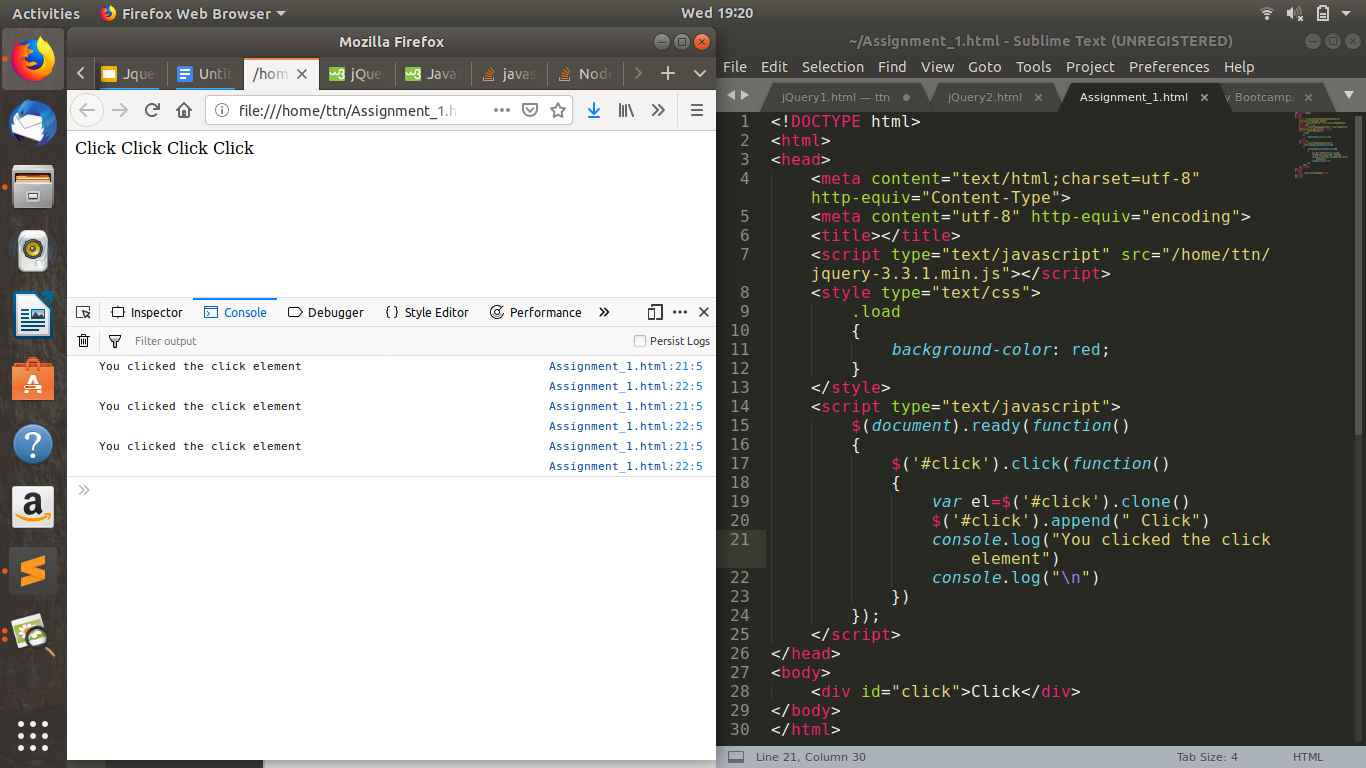 Activities Firefox Web Browser Wed 19:20
Mozilla Firefox
Jque Untit /hom jQue Java javas Node
file:///home/ttn/Assignment_1.h
Click Click Click Click
Inspector Console Debugger Style Editor Performance
Filter output Persist Logs
You clicked the click element Assignment_1.html:21:5
Assignment_1.html:22:5
You clicked the click element Assignment_1.html:21:5
Assignment_1.html:22:5
You clicked the click element Assignment_1.html:21:5
Assignment_1.html:22:5
~/Assignment_1.html - Sublime Text (UNREGISTERED)
File Edit Selection Find View Goto Tools Project Preferences Help
jQuery1.html — ttn jQuery2.html Assignment_1.html y Bootcamp
1 <!DOCTYPE html>
2 <html>
3 <head>
4 <meta content="text/html;charset=utf-8"
http-equiv="Content-Type">
5 <meta content="utf-8" http-equiv="encoding">
6 <title></title>
7 <script type="text/javascript" src="/home/ttn/
jquery-3.3.1.min.js"></script>
8 <style type="text/css">
9 .load
10 {
11 background-color: red;
12 }
13 </style>
14 <script type="text/javascript">
15 $(document).ready(function()
16 {
17 $('#click').click(function()
18 {
19 var el=$('#click').clone()
20 $('#click').append(" Click")
21 console.log("You clicked the click
element")
22 console.log("\n")
23 })
24 });
25 </script>
26 </head>
27 <body>
28 <div id="click">Click</div>
29 </body>
30 </html>
Line 21, Column 30 Tab Size: 4 HTML